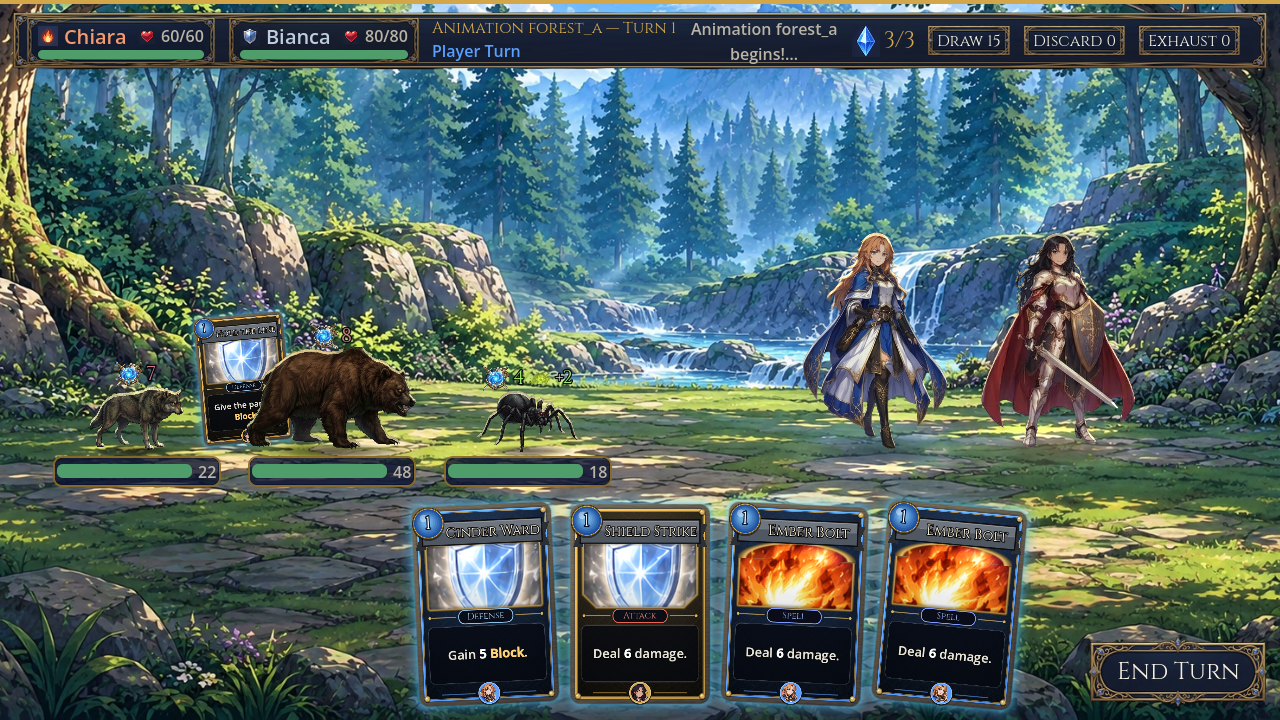 Chiara 60/60
Bianca 80/80
Animation forest_a — Turn 1
Player Turn
Animation forest_a
begins!...
3/3
Draw 15
Discard 0
Exhaust 0
1
Give the
Block
7
8
4 +2
22
48
18
1 Cinder Ward
Defense
Gain 5 Block.
1 Shield Strike
Attack
Deal 6 damage.
1 Ember Bolt
Spell
Deal 6 damage.
1 Ember Bolt
Spell
Deal 6 damage.
End Turn